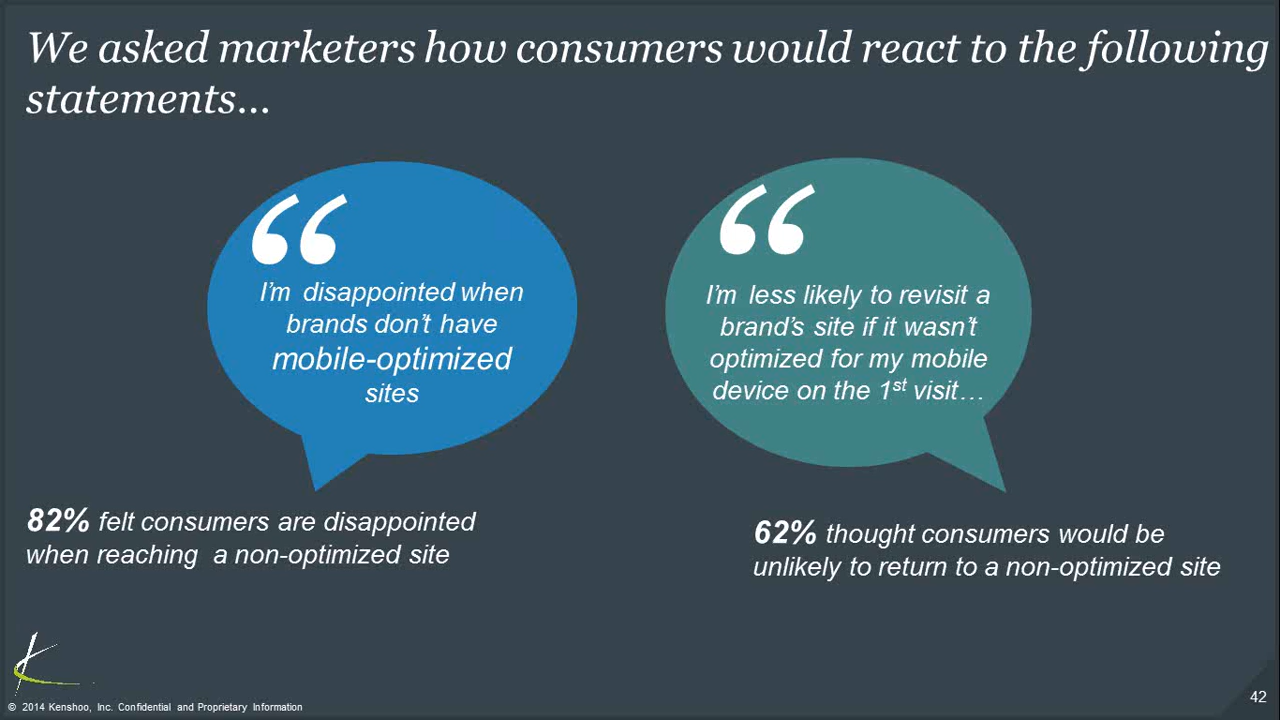 We asked marketers how consumers would react to the following
statements…
“
I’m disappointed when
brands don’t have
mobile-optimized
sites
“
I’m less likely to revisit a
brand’s site if it wasn’t
optimized for my mobile
device on the 1st visit…
82% felt consumers are disappointed
when reaching a non-optimized site
62% thought consumers would be
unlikely to return to a non-optimized site
© 2014 Kenshoo, Inc. Confidential and Proprietary Information
42